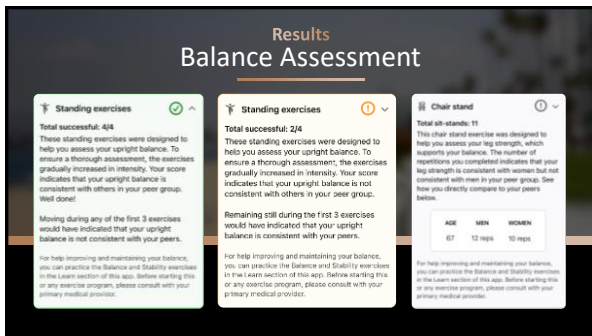 Results
Balance Assessment
Standing exercises
Total successful: 4/4
These standing exercises were designed to
help you assess your upright balance. To
ensure a thorough assessment, the exercises
gradually increased in intensity. Your score
indicates that your upright balance is
consistent with others in your peer group.
Well done!
Moving during any of the first 3 exercises
would have indicated that your upright
balance is not consistent with your peers.
For help improving and maintaining your balance,
you can practice the Balance and Stability exercises
in the Learn section of this app. Before starting this
or any exercise program, please consult with your
primary medical provider.
Standing exercises
Total successful: 2/4
These standing exercises were designed to
help you assess your upright balance. To
ensure a thorough assessment, the exercises
gradually increased in intensity. Your score
indicates that your upright balance is not
consistent with others in your peer group.
Remaining still during the first 3 exercises
would have indicated that your upright
balance is consistent with your peers.
For help improving and maintaining your balance,
you can practice the Balance and Stability exercises
in the Learn section of this app. Before starting this
or any exercise program, please consult with your
primary medical provider.
Chair stand
Total sit-stands: 11
This chair stand exercise was designed to
help you assess your leg strength, which
supports your balance. The number of
repetitions you completed indicates that your
leg strength is consistent with women but not
consistent with men in your peer group. See
how you directly compare to your peers
below.
AGE MEN WOMEN
67 12 reps 10 reps
For help improving and maintaining your balance,
you can practice the Balance and Stability exercises
in the Learn section of this app. Before starting this
or any exercise program, please consult with your
primary medical provider.